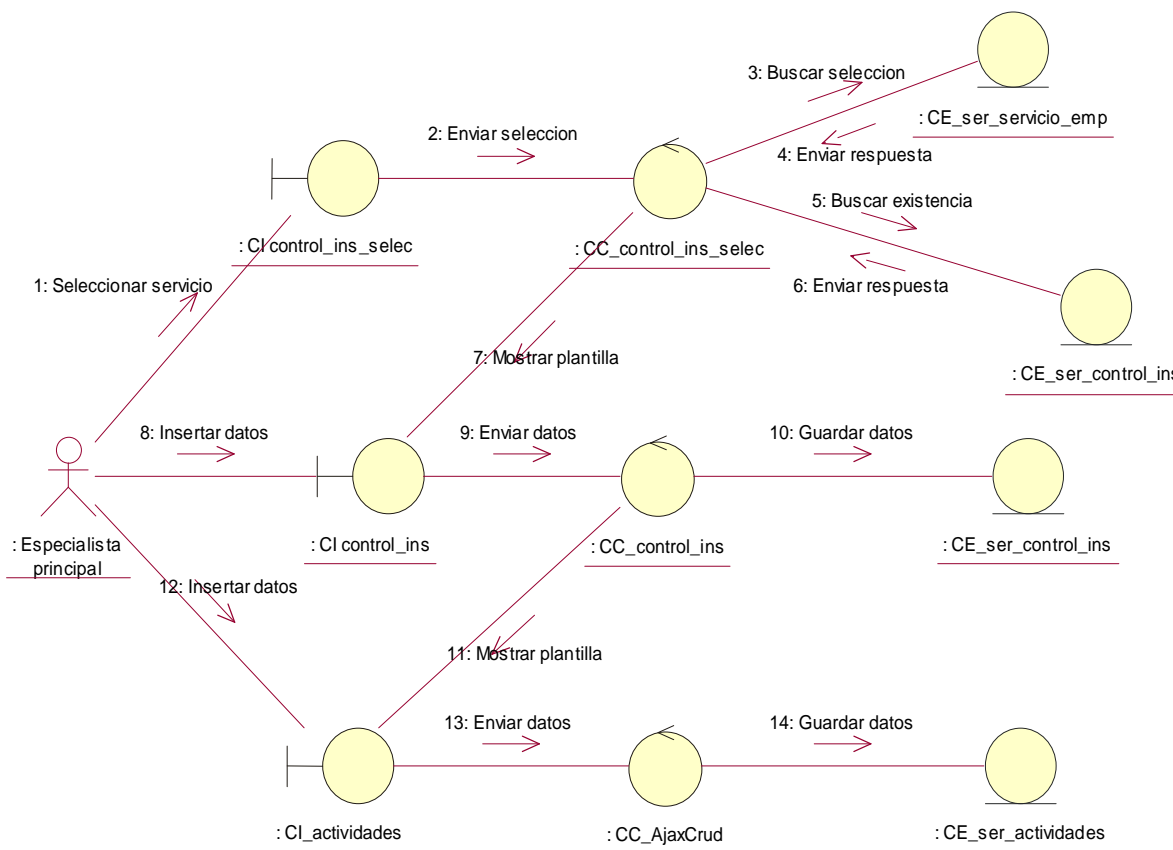 3: Buscar seleccion
: CE_ser_servicio_emp
2: Enviar seleccion
4: Enviar respuesta
5: Buscar existencia
: CI control_ins_selec
: CC_control_ins_selec
1: Seleccionar servicio
6: Enviar respuesta
7: Mostrar plantilla
: CE_ser_control_ins
8: Insertar datos
9: Enviar datos
10: Guardar datos
: Especialista
principal
: CI control_ins
: CC_control_ins
: CE_ser_control_ins
12: Insertar datos
11: Mostrar plantilla
13: Enviar datos
14: Guardar datos
: CI_actividades
: CC_AjaxCrud
: CE_ser_actividades